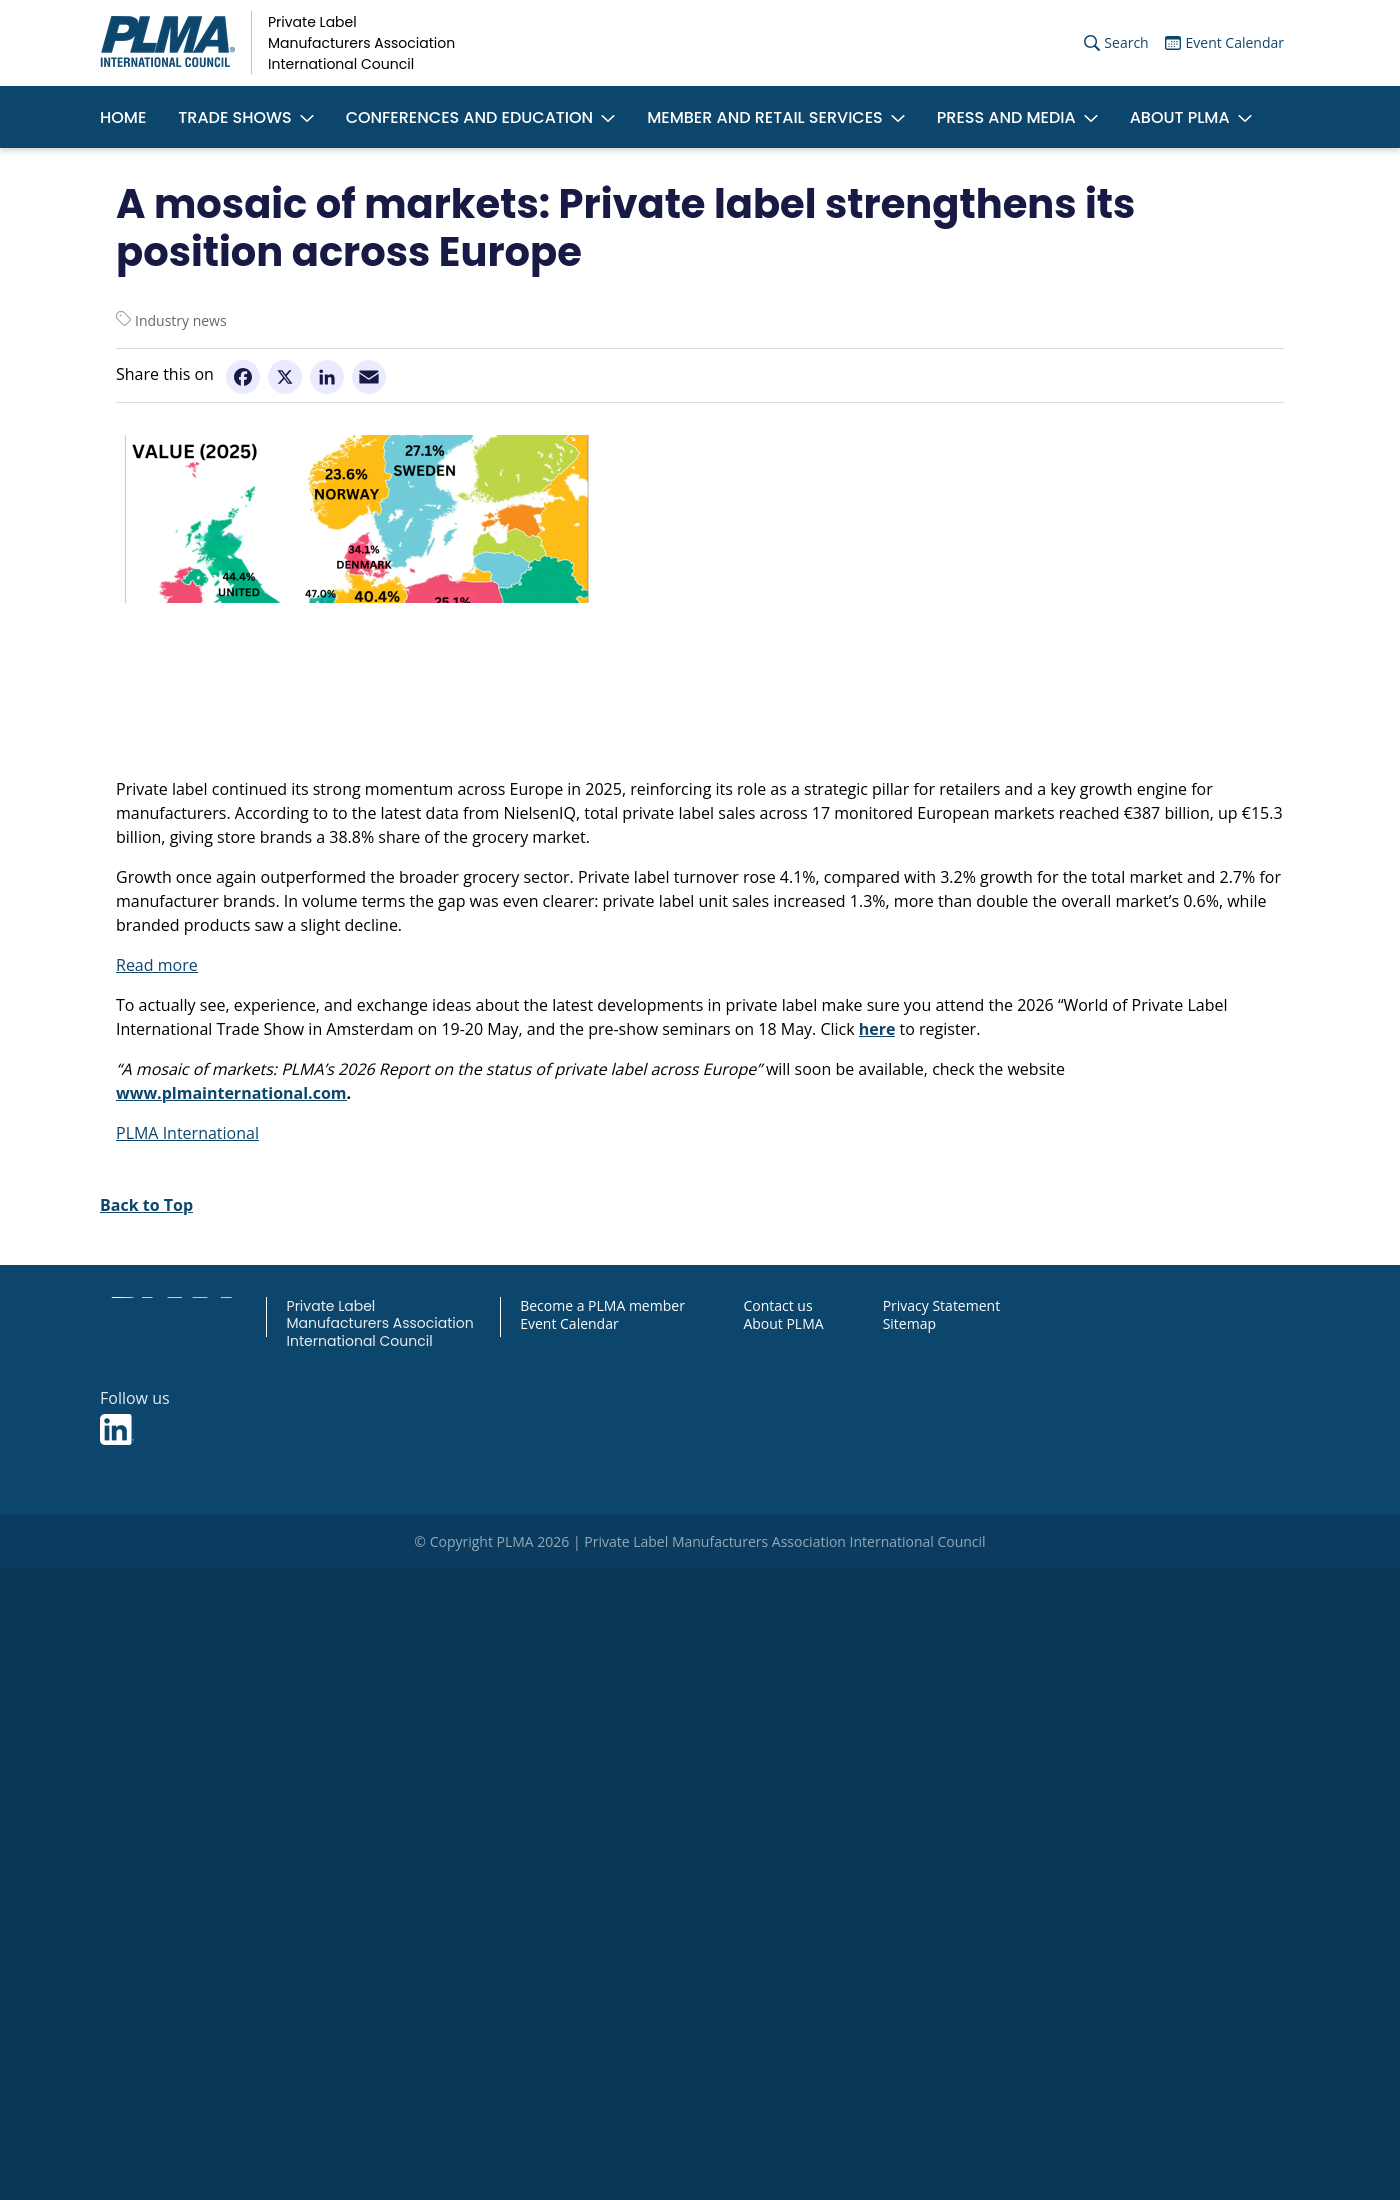 PLMA
INTERNATIONAL COUNCIL
Private Label
Manufacturers Association
International Council
Search
Event Calendar
HOME
TRADE SHOWS
CONFERENCES AND EDUCATION
MEMBER AND RETAIL SERVICES
PRESS AND MEDIA
ABOUT PLMA
A mosaic of markets: Private label strengthens its
position across Europe
Industry news
Share this on
VALUE (2025)
27.1%
SWEDEN
23.6%
NORWAY
34.1%
DENMARK
44.4%
UNITED
47.0%
40.4%
25.1%
Private label continued its strong momentum across Europe in 2025, reinforcing its role as a strategic pillar for retailers and a key growth engine for
manufacturers. According to to the latest data from NielsenIQ, total private label sales across 17 monitored European markets reached €387 billion, up €15.3
billion, giving store brands a 38.8% share of the grocery market.
Growth once again outperformed the broader grocery sector. Private label turnover rose 4.1%, compared with 3.2% growth for the total market and 2.7% for
manufacturer brands. In volume terms the gap was even clearer: private label unit sales increased 1.3%, more than double the overall market’s 0.6%, while
branded products saw a slight decline.
Read more
To actually see, experience, and exchange ideas about the latest developments in private label make sure you attend the 2026 “World of Private Label
International Trade Show in Amsterdam on 19-20 May, and the pre-show seminars on 18 May. Click here to register.
“A mosaic of markets: PLMA’s 2026 Report on the status of private label across Europe” will soon be available, check the website
www.plmainternational.com.
PLMA International
Back to Top
Private Label
Manufacturers Association
International Council
Become a PLMA member
Event Calendar
Contact us
About PLMA
Privacy Statement
Sitemap
Follow us
in
© Copyright PLMA 2026 | Private Label Manufacturers Association International Council